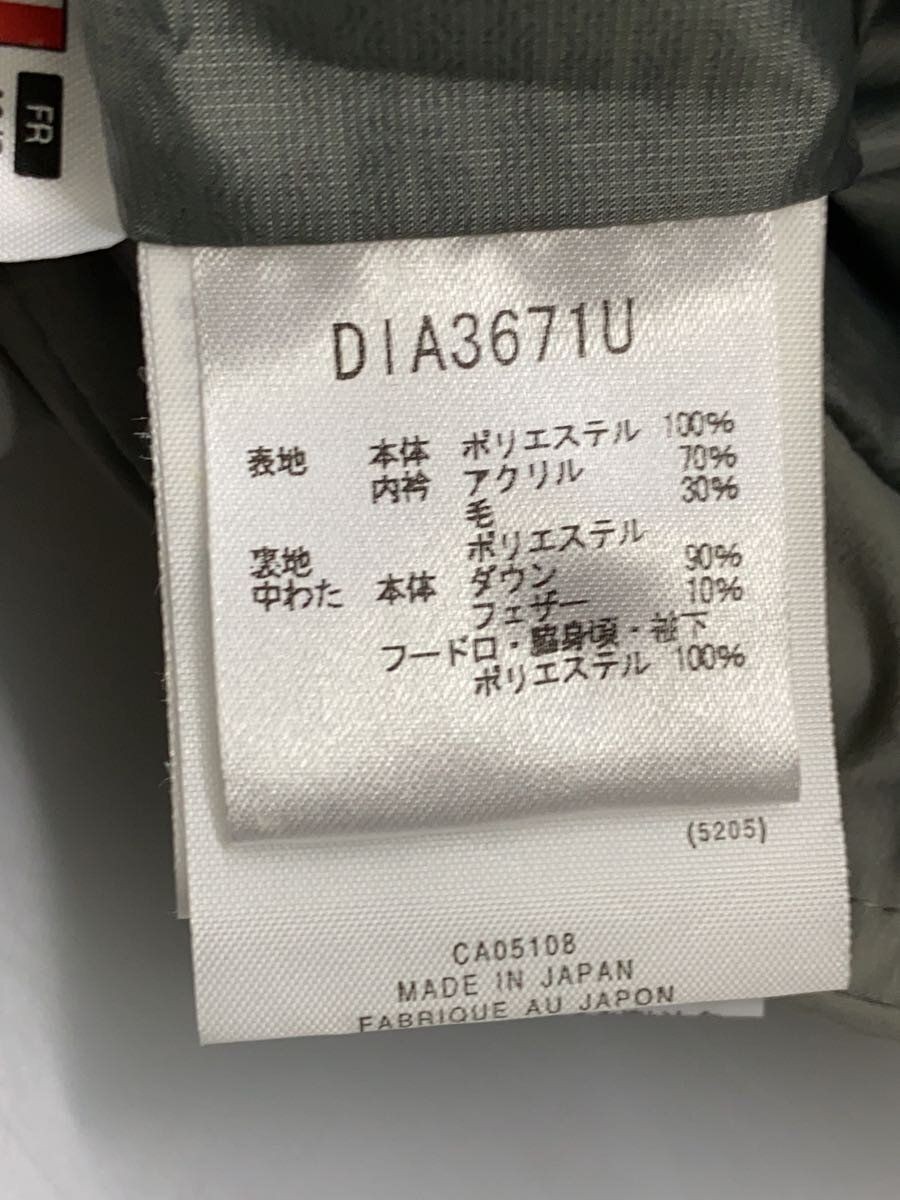 FR
DIA3671U
表地 本体 ポリエステル 100%
内衿 アクリル 70%
毛 30%
裏地 ポリエステル
中わた 本体 ダウン 90%
フェザー 10%
フード口・脇身頃・袖下
ポリエステル 100%
(5205)
CA05108
MADE IN JAPAN
FABRIQUE AU JAPON